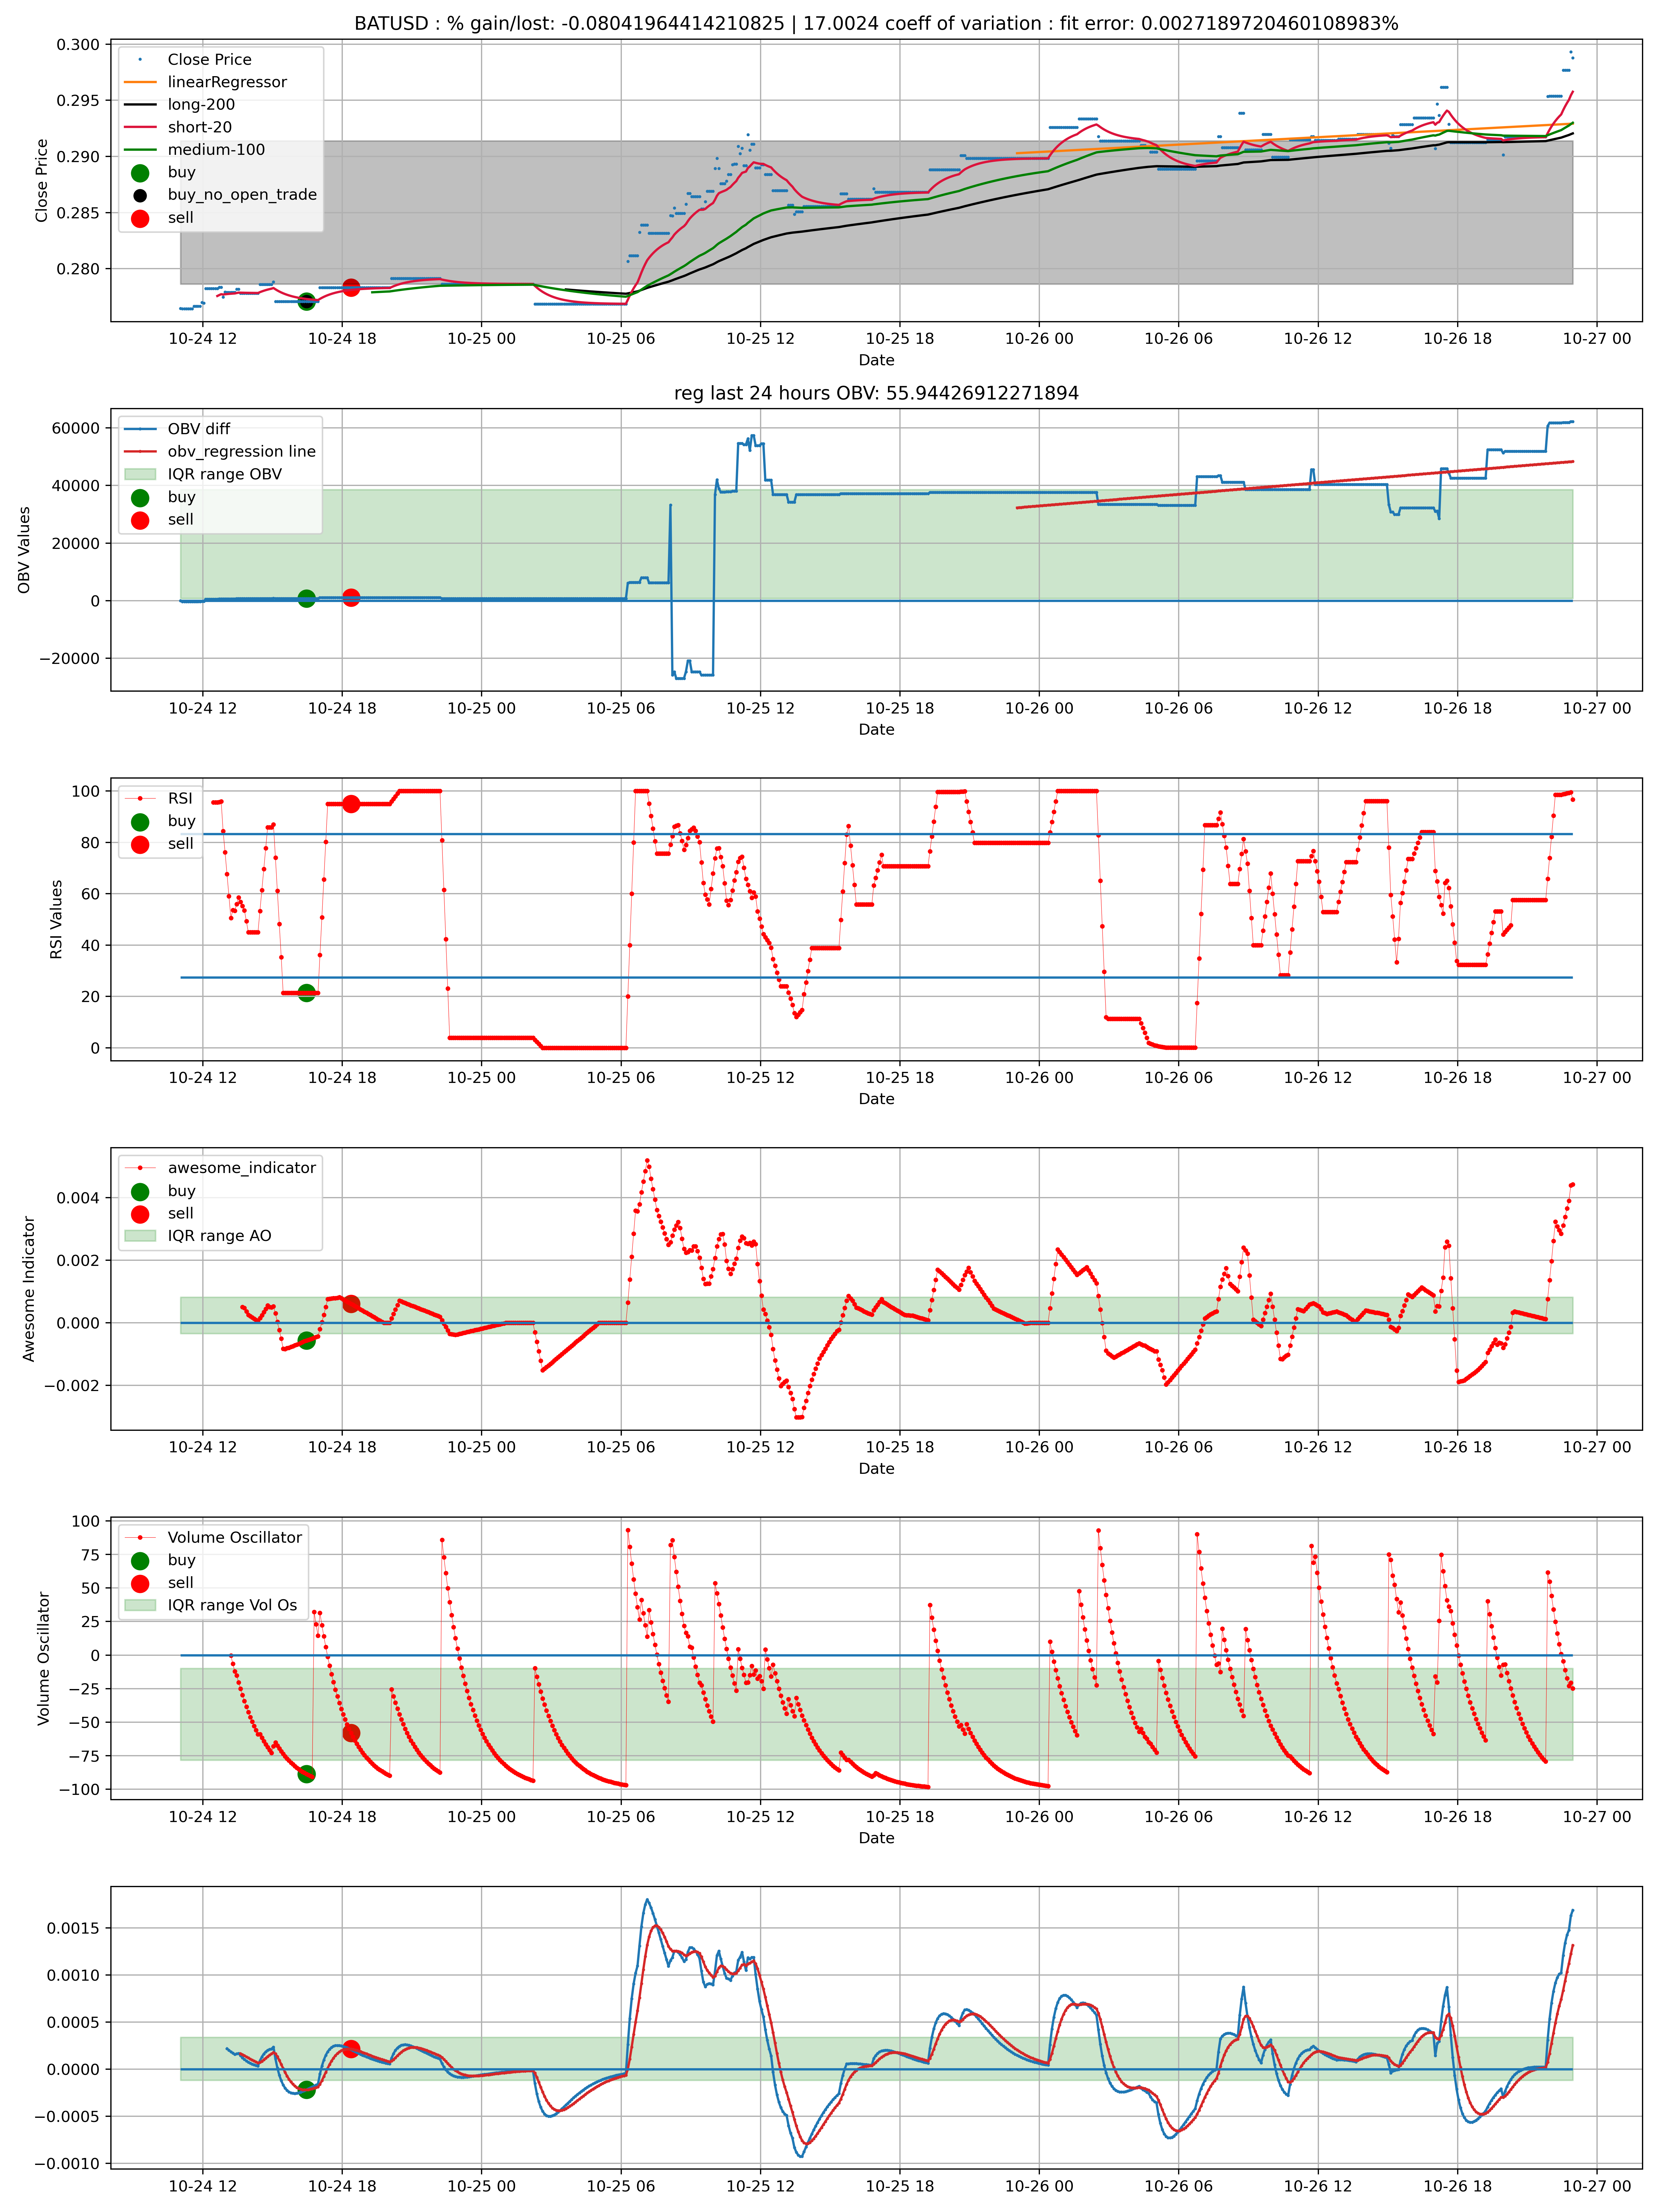 BATUSD : % gain/lost: -0.08041964414210825 | 17.0024 coeff of variation : fit error: 0.0027189720460108983%
Close Price
0.300
0.295
0.290
0.285
0.280
Close Price
linearRegressor
long-200
short-20
medium-100
buy
buy_no_open_trade
sell
10-24 12 10-24 18 10-25 00 10-25 06 10-25 12 10-25 18 10-26 00 10-26 06 10-26 12 10-26 18 10-27 00
Date
reg last 24 hours OBV: 55.94426912271894
OBV Values
60000
40000
20000
0
−20000
OBV diff
obv_regression line
IQR range OBV
buy
sell
10-24 12 10-24 18 10-25 00 10-25 06 10-25 12 10-25 18 10-26 00 10-26 06 10-26 12 10-26 18 10-27 00
Date
RSI Values
100
80
60
40
20
0
RSI
buy
sell
10-24 12 10-24 18 10-25 00 10-25 06 10-25 12 10-25 18 10-26 00 10-26 06 10-26 12 10-26 18 10-27 00
Date
Awesome Indicator
0.004
0.002
0.000
−0.002
awesome_indicator
buy
sell
IQR range AO
10-24 12 10-24 18 10-25 00 10-25 06 10-25 12 10-25 18 10-26 00 10-26 06 10-26 12 10-26 18 10-27 00
Date
Volume Oscillator
100
75
50
25
0
−25
−50
−75
−100
Volume Oscillator
buy
sell
IQR range Vol Os
10-24 12 10-24 18 10-25 00 10-25 06 10-25 12 10-25 18 10-26 00 10-26 06 10-26 12 10-26 18 10-27 00
Date
0.0015
0.0010
0.0005
0.0000
−0.0005
−0.0010
10-24 12 10-24 18 10-25 00 10-25 06 10-25 12 10-25 18 10-26 00 10-26 06 10-26 12 10-26 18 10-27 00